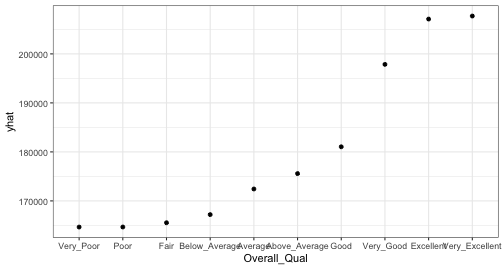 200000
190000
180000
170000
yhat
Very_Poor Poor Fair Below_Average Average Above_Average Good Very_Good Excellent Very_Excellent
Overall_Qual